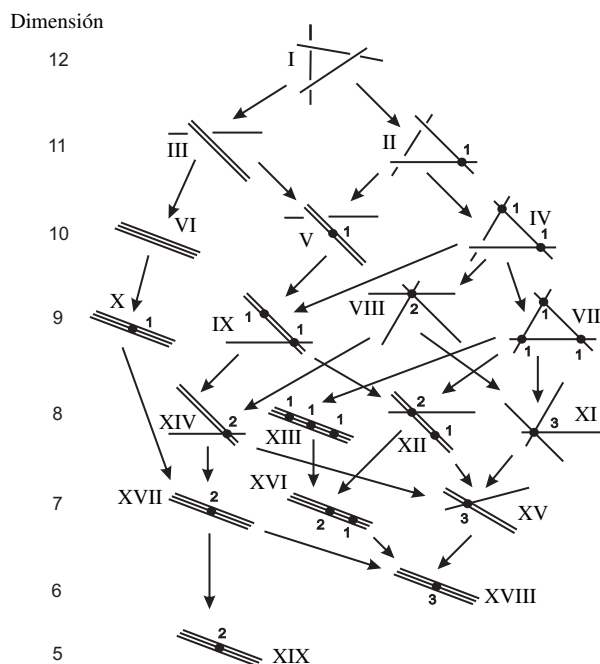 Dimensión
12 I
11 III II 1
10 VI V 1 IV 1 1
9 X 1 IX 1 1 VIII 2 VII 1 1 1
8 XIV 2 XIII 1 1 1 XII 2 1 XI 3
7 XVII 2 XVI 2 1 XV 3
6 XVIII 3
5 XIX 2